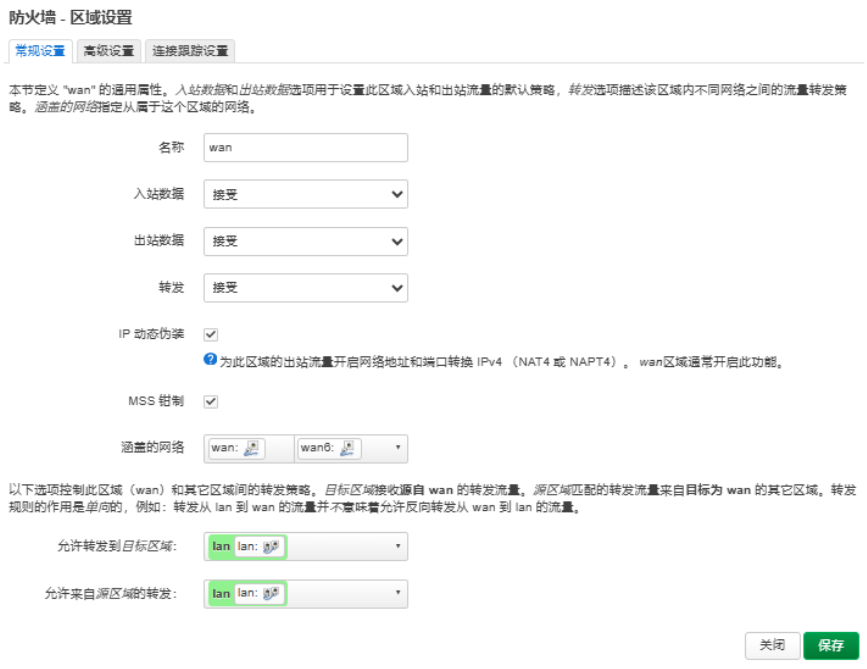 防火墙 - 区域设置
常规设置 高级设置 连接跟踪设置
本节定义 "wan" 的通用属性。入站数据和出站数据选项用于设置此区域入站和出站流量的默认策略，转发选项描述该区域内不同网络之间的流量转发策
略。涵盖的网络指定从属于这个区域的网络。
名称 wan
入站数据 接受
出站数据 接受
转发 接受
IP 动态伪装
为此区域的出站流量开启网络地址和端口转换 IPv4 （NAT4 或 NAPT4）。 wan区域通常开启此功能。
MSS 钳制
涵盖的网络 wan: wan6:
以下选项控制此区域（wan）和其它区域间的转发策略。目标区域接收源自 wan 的转发流量。源区域匹配的转发流量来自目标为 wan 的其它区域。转发
规则的作用是单向的，例如：转发从 lan 到 wan 的流量并不意味着允许反向转发从 wan 到 lan 的流量。
允许转发到目标区域： lan lan:
允许来自源区域的转发： lan lan:
关闭 保存